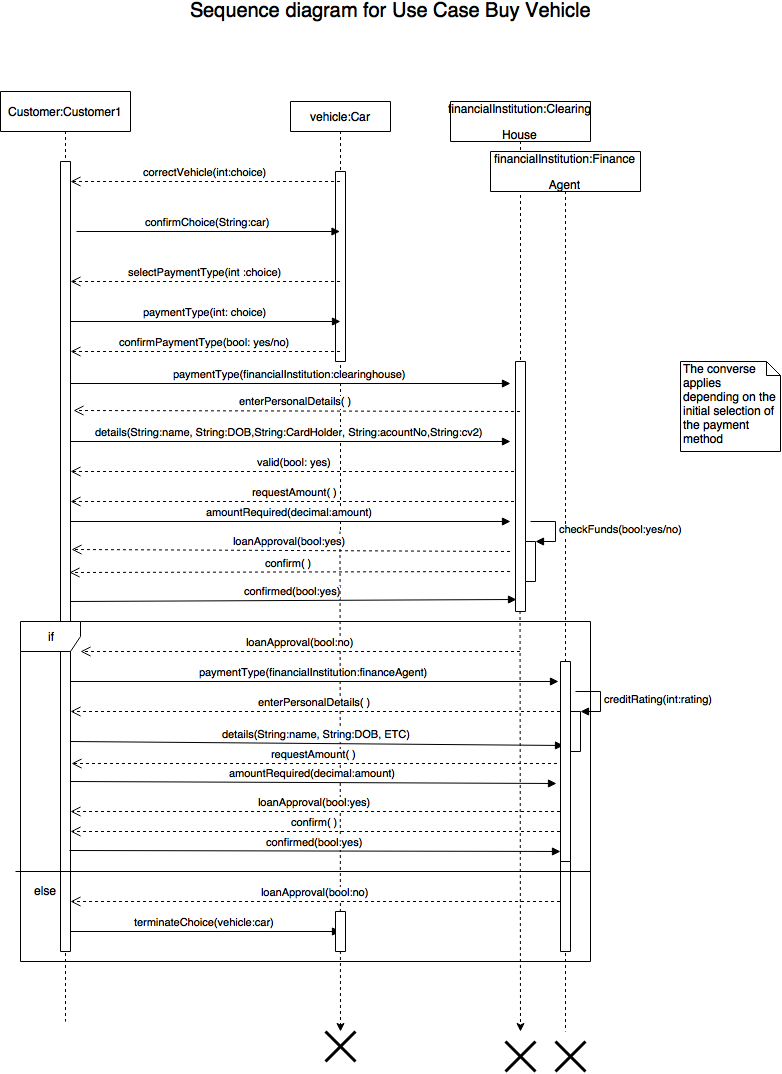 Sequence diagram for Use Case Buy Vehicle
Customer:Customer1
vehicle:Car
financialInstitution:Clearing
House
financialInstitution:Finance
Agent
correctVehicle(int:choice)
confirmChoice(String:car)
selectPaymentType(int :choice)
paymentType(int: choice)
confirmPaymentType(bool: yes/no)
paymentType(financialInstitution:clearinghouse)
The converse
applies
depending on the
initial selection of
the payment
method
enterPersonalDetails( )
details(String:name, String:DOB,String:CardHolder, String:acountNo,String:cv2)
valid(bool: yes)
requestAmount( )
amountRequired(decimal:amount)
checkFunds(bool:yes/no)
loanApproval(bool:yes)
confirm( )
confirmed(bool:yes)
if
loanApproval(bool:no)
paymentType(financialInstitution:financeAgent)
creditRating(int:rating)
enterPersonalDetails( )
details(String:name, String:DOB, ETC)
requestAmount( )
amountRequired(decimal:amount)
loanApproval(bool:yes)
confirm( )
confirmed(bool:yes)
else
loanApproval(bool:no)
terminateChoice(vehicle:car)